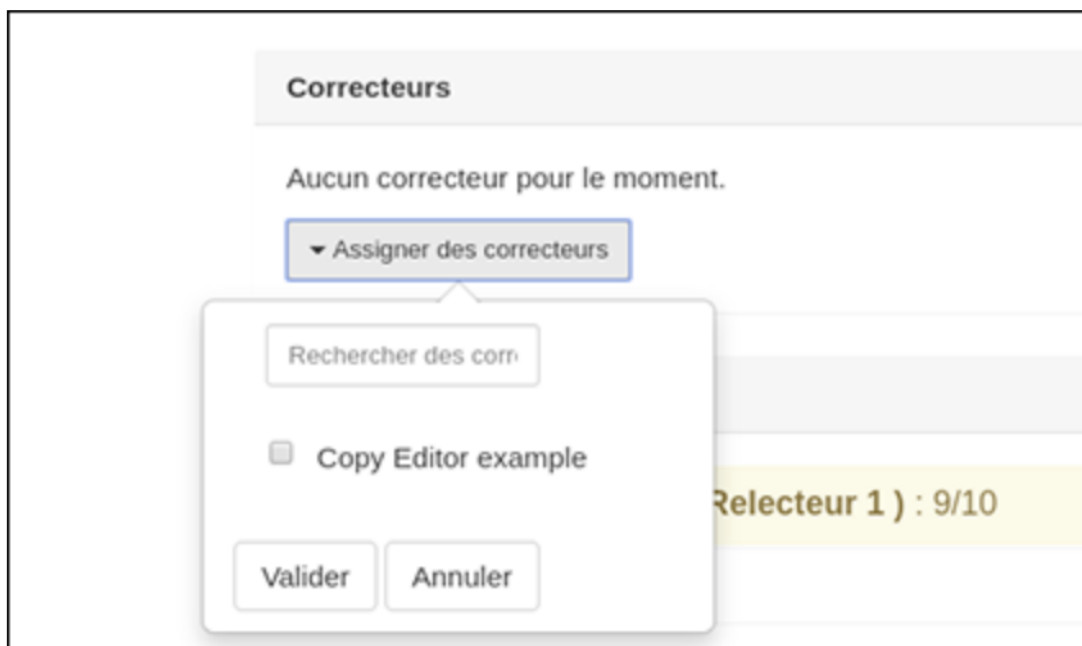 Correcteurs
Aucun correcteur pour le moment.
Assigner des correcteurs
Rechercher des corr
Copy Editor example
Relecteur 1 ) : 9/10
Valider Annuler